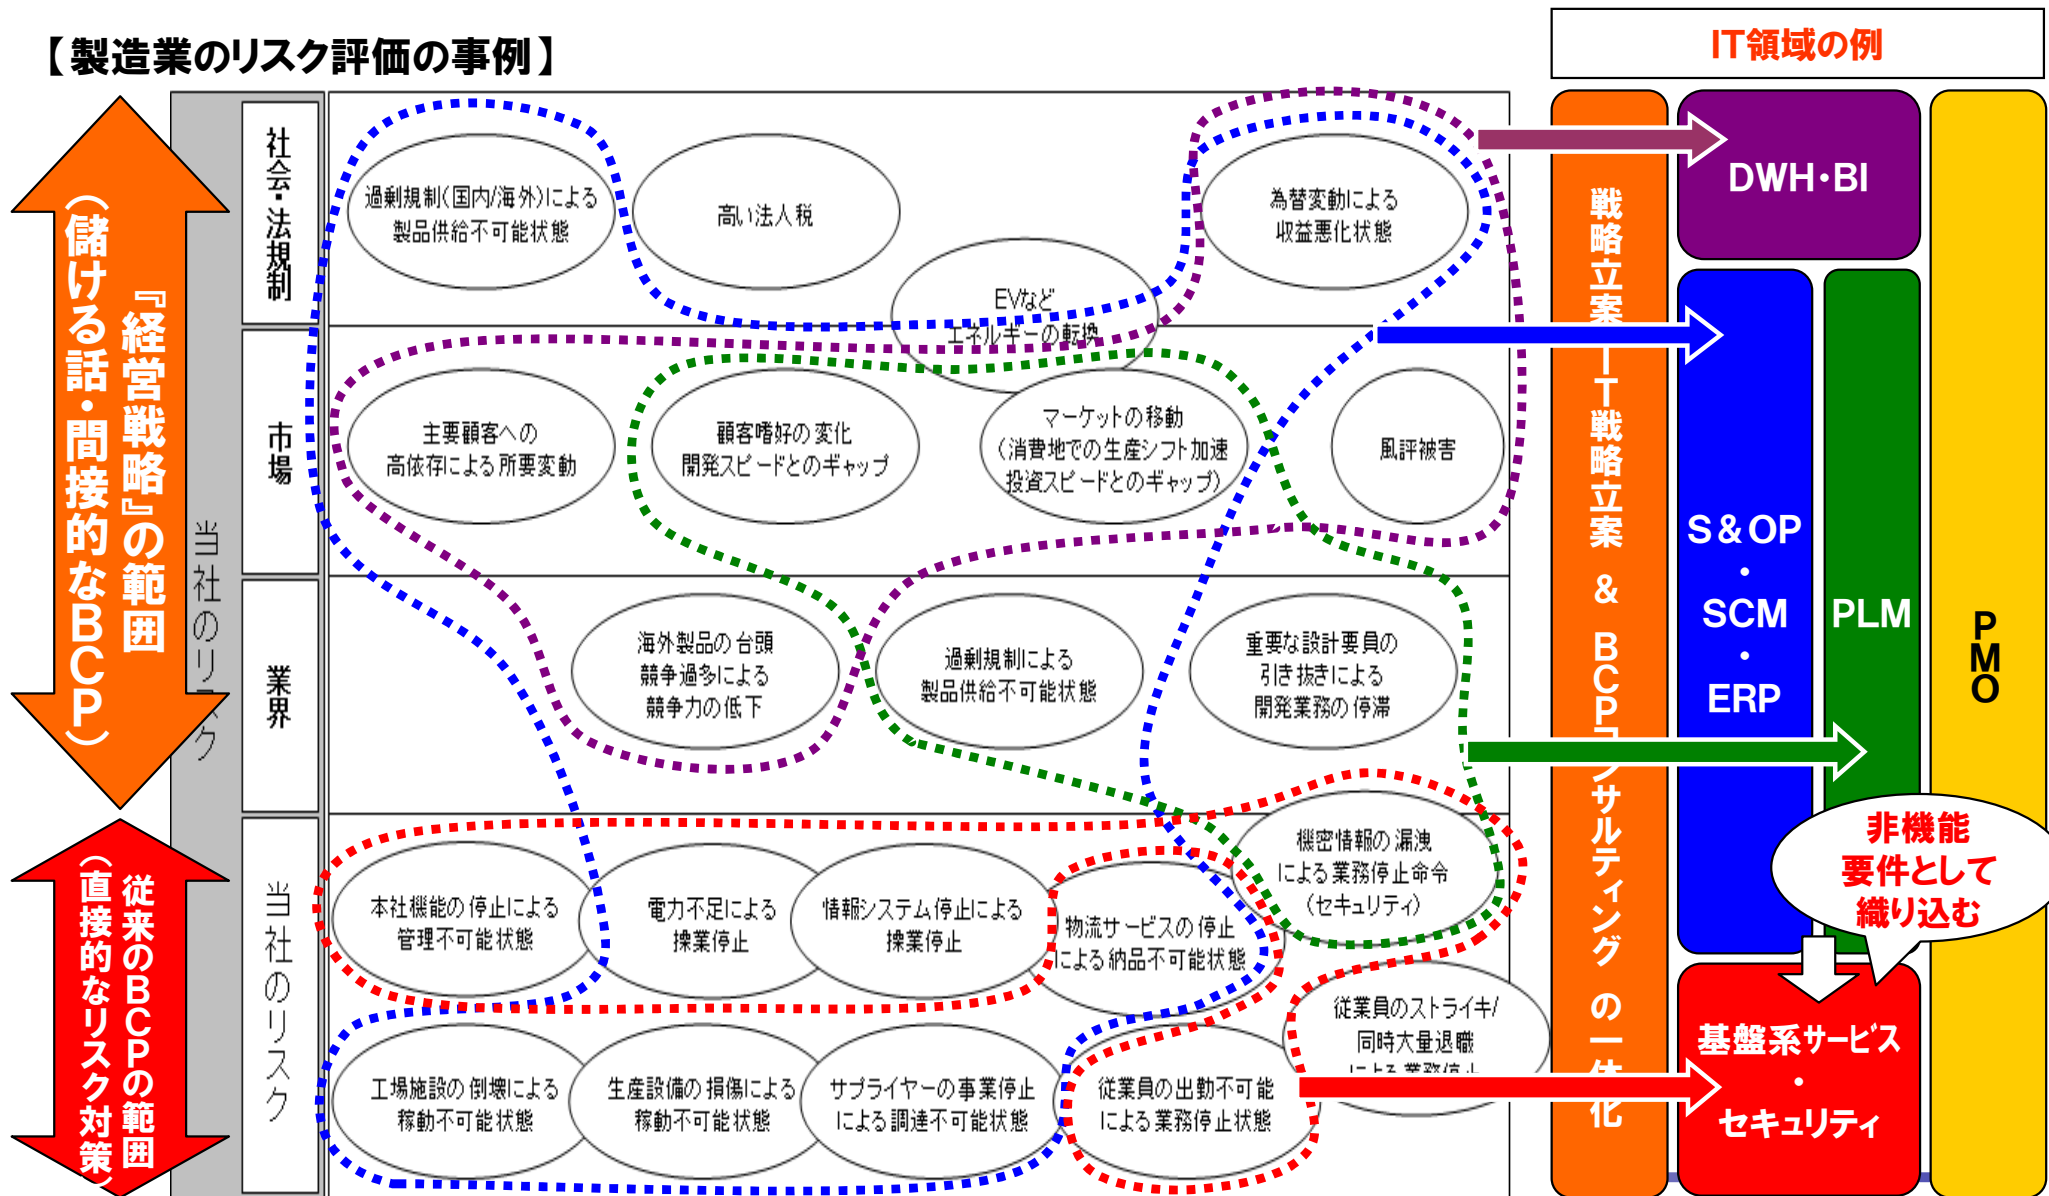 【製造業のリスク評価の事例】
IT領域の例
『経営戦略』の範囲
(儲ける話・間接的なBCP)
従来のBCPの範囲
(直接的なリスク対策)
当社のリスク
社会・法規制
過剰規制(国内/海外)による
製品供給不可能状態
高い法人税
為替変動による
収益悪化状態
EVなど
エネルギーの転換
市場
主要顧客への
高依存による所要変動
顧客嗜好の変化
開発スピードとのギャップ
マーケットの移動
(消費地での生産シフト加速
投資スピードとのギャップ)
風評被害
業界
海外製品の台頭
競争過多による
競争力の低下
過剰規制による
製品供給不可能状態
重要な設計要員の
引き抜きによる
開発業務の停滞
当社のリスク
本社機能の停止による
管理不可能状態
電力不足による
操業停止
情報システム停止による
操業停止
物流サービスの停止
による納品不可能状態
機密情報の漏洩
による業務停止命令
(セキュリティ)
従業員のストライキ/
同時大量退職
による業務停止
工場施設の倒壊による
稼動不可能状態
生産設備の損傷による
稼動不可能状態
サプライヤーの事業停止
による調達不可能状態
従業員の出勤不可能
による業務停止状態
戦略立案・IT戦略立案 & BCPコンサルティング の一体化
DWH・BI
S&OP
・
SCM
・
ERP
PLM
PMO
非機能
要件として
織り込む
基盤系サービス
・
セキュリティ